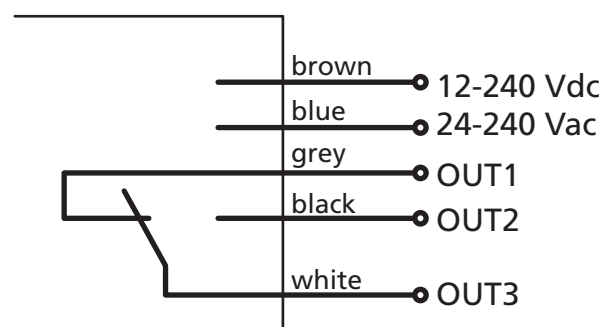 brown
12-240 Vdc
blue
24-240 Vac
grey
OUT1
black
OUT2
white
OUT3